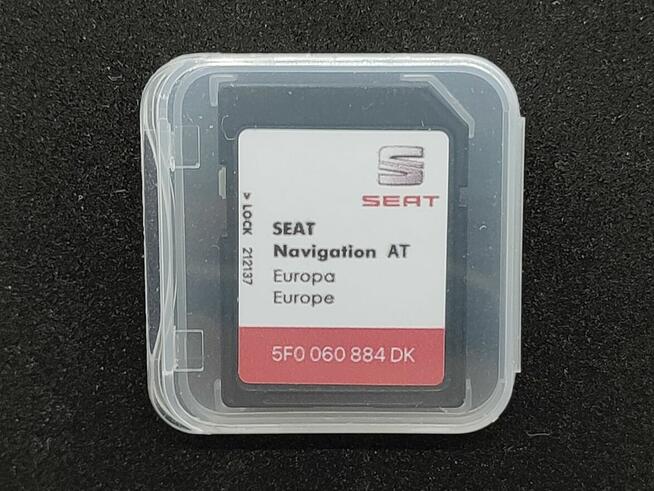 SEAT
SEAT
Navigation AT
Europa
Europe
5F0 060 884 DK
> LOCK 212137